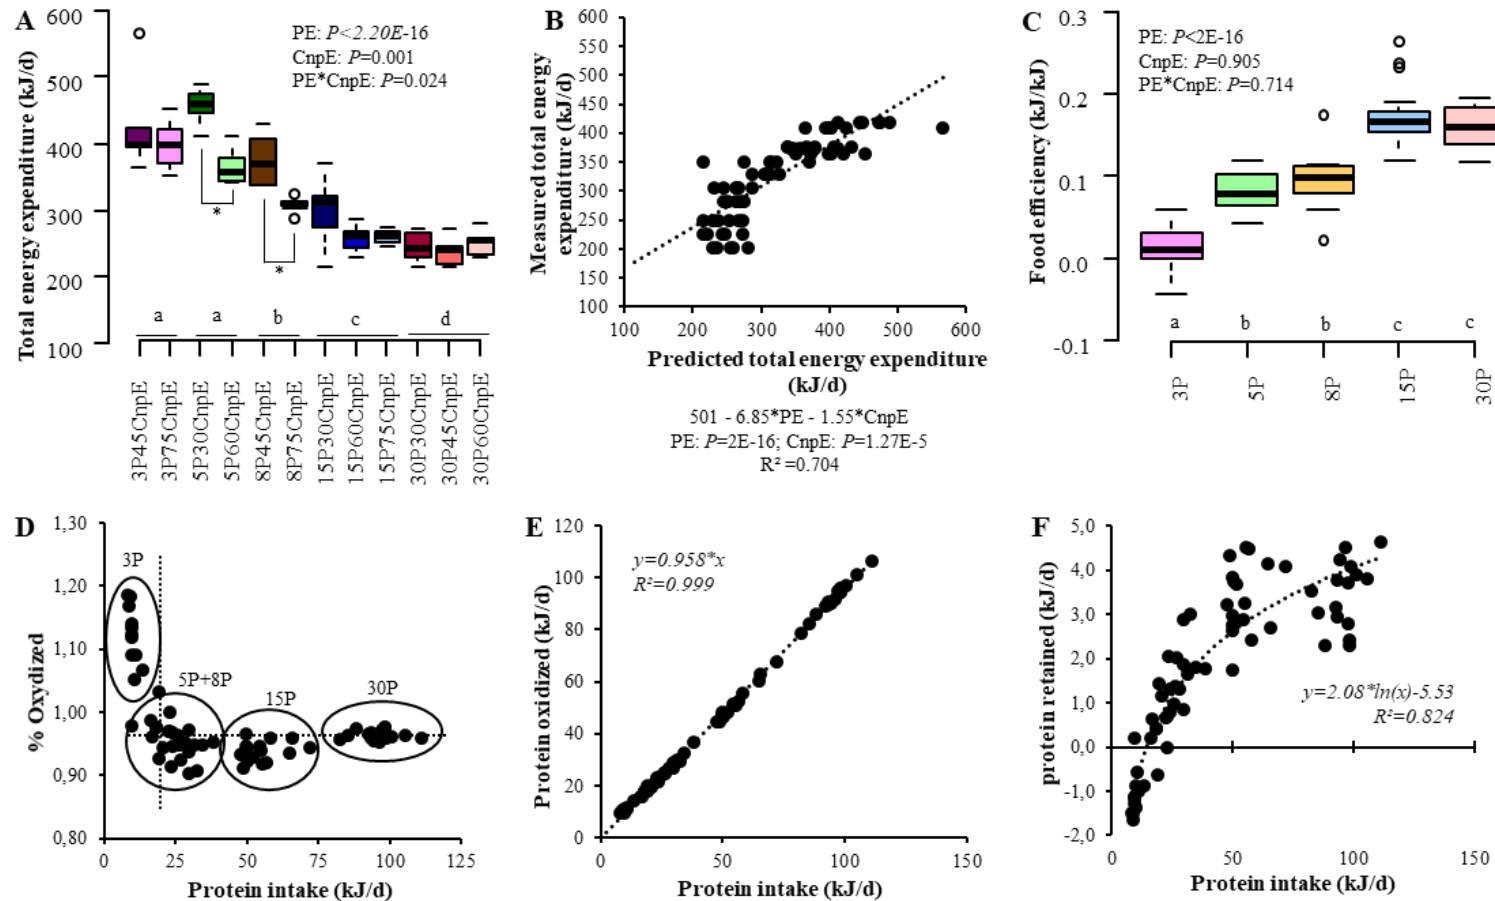 A
Total energy expenditure (kJ/d)
600
500
400
300
200
100
PE: P<2.20E-16
CnpE: P=0.001
PE*CnpE: P=0.024
*
*
a
a
b
c
d
3P45CnpE
3P75CnpE
5P30CnpE
5P60CnpE
8P45CnpE
8P75CnpE
15P30CnpE
15P60CnpE
15P75CnpE
30P30CnpE
30P45CnpE
30P60CnpE
B
Measured total energy
expenditure (kJ/d)
600
550
500
450
400
350
300
250
200
150
100
100
200
300
400
500
600
Predicted total energy expenditure
(kJ/d)
501 - 6.85*PE - 1.55*CnpE
PE: P=2E-16; CnpE: P=1.27E-5
R² =0.704
C
Food efficiency (kJ/kJ)
0.3
0.2
0.1
0.0
-0.1
PE: P<2E-16
CnpE: P=0.905
PE*CnpE: P=0.714
a
b
b
c
c
3P
5P
8P
15P
30P
D
% Oxydized
1,30
1,20
1,10
1,00
0,90
0,80
3P
5P+8P
15P
30P
0
25
50
75
100
125
Protein intake (kJ/d)
E
Protein oxidized (kJ/d)
120
100
80
60
40
20
0
y=0.958*x
R²=0.999
0
50
100
150
Protein intake (kJ/d)
F
protein retained (kJ/d)
5,0
4,0
3,0
2,0
1,0
0,0
-1,0
-2,0
y=2.08*ln(x)-5.53
R²=0.824
0
50
100
150
Protein intake (kJ/d)